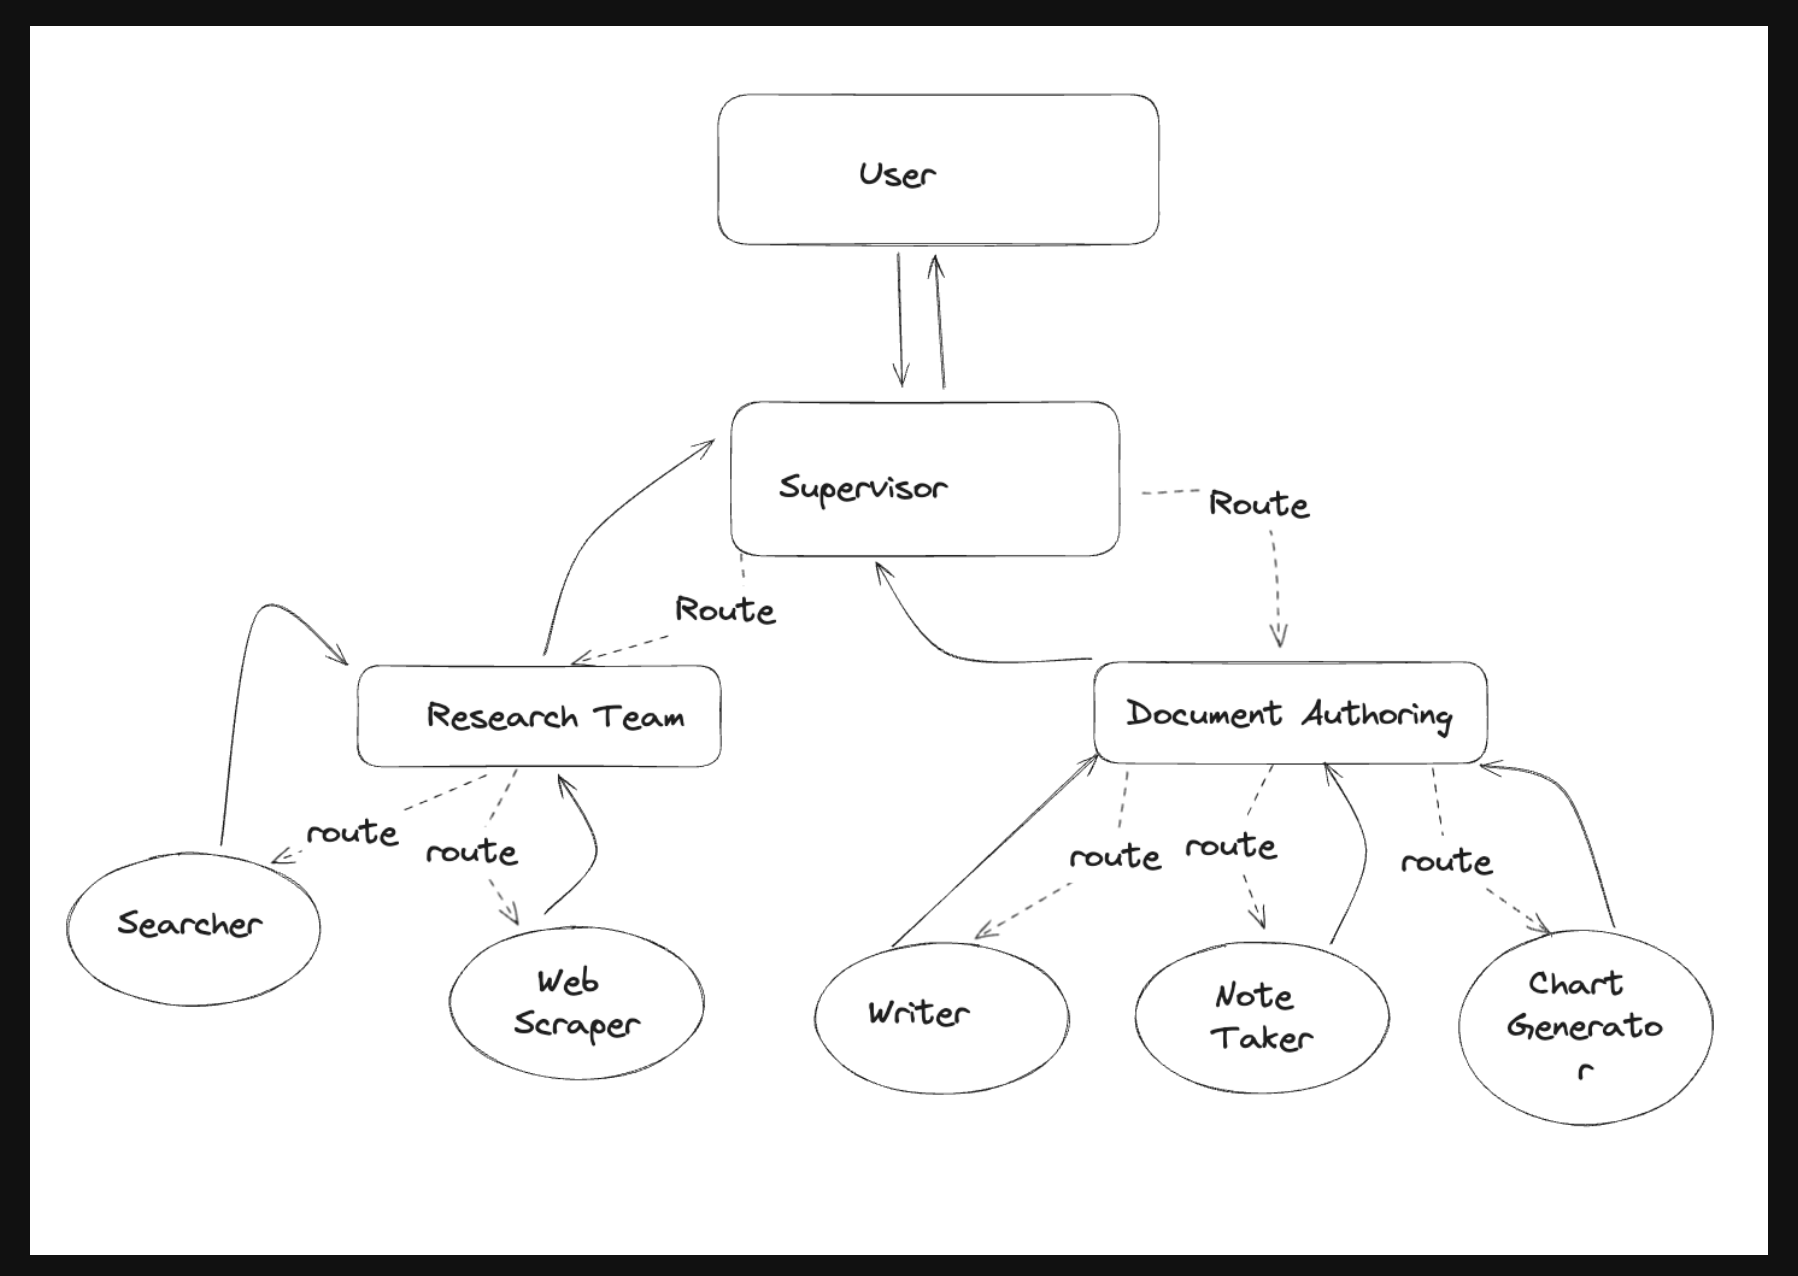 User
Supervisor
Route
Route
Research Team
Document Authoring
route
route
route
route
route
Searcher
Web
Scraper
Writer
Note
Taker
Chart
Generato
r